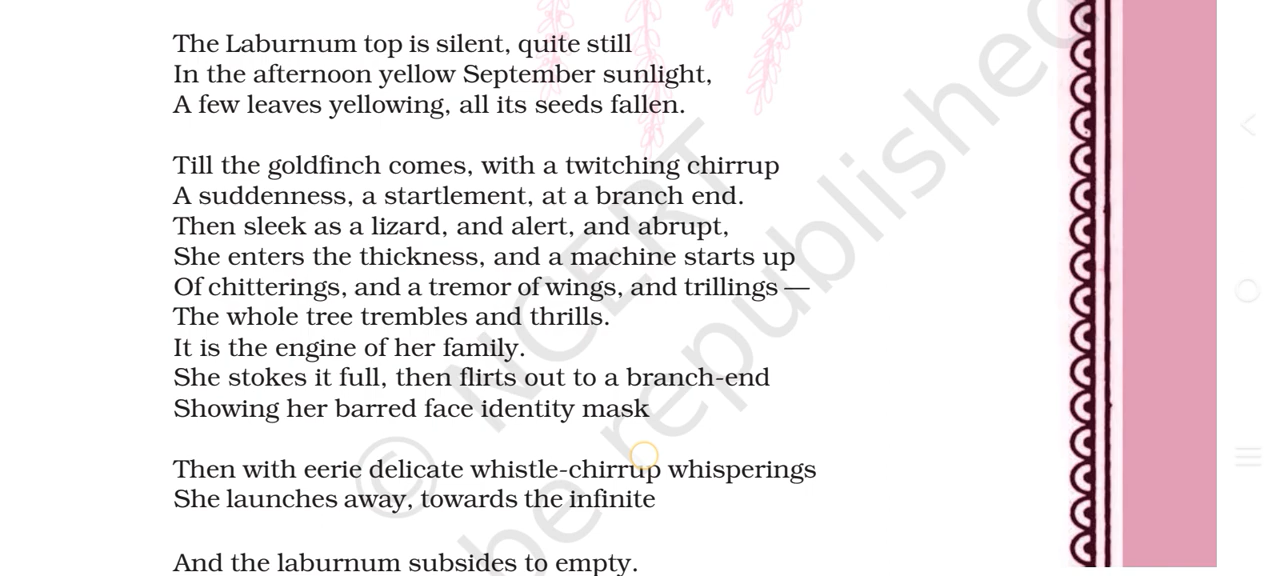 The Laburnum top is silent, quite still
In the afternoon yellow September sunlight,
A few leaves yellowing, all its seeds fallen.
Till the goldfinch comes, with a twitching chirrup
A suddenness, a startlement, at a branch end.
Then sleek as a lizard, and alert, and abrupt,
She enters the thickness, and a machine starts up
Of chitterings, and a tremor of wings, and trillings —
The whole tree trembles and thrills.
It is the engine of her family.
She stokes it full, then flirts out to a branch-end
Showing her barred face identity mask
Then with eerie delicate whistle-chirrup whisperings
She launches away, towards the infinite
And the laburnum subsides to empty.
© NCERT
be republished